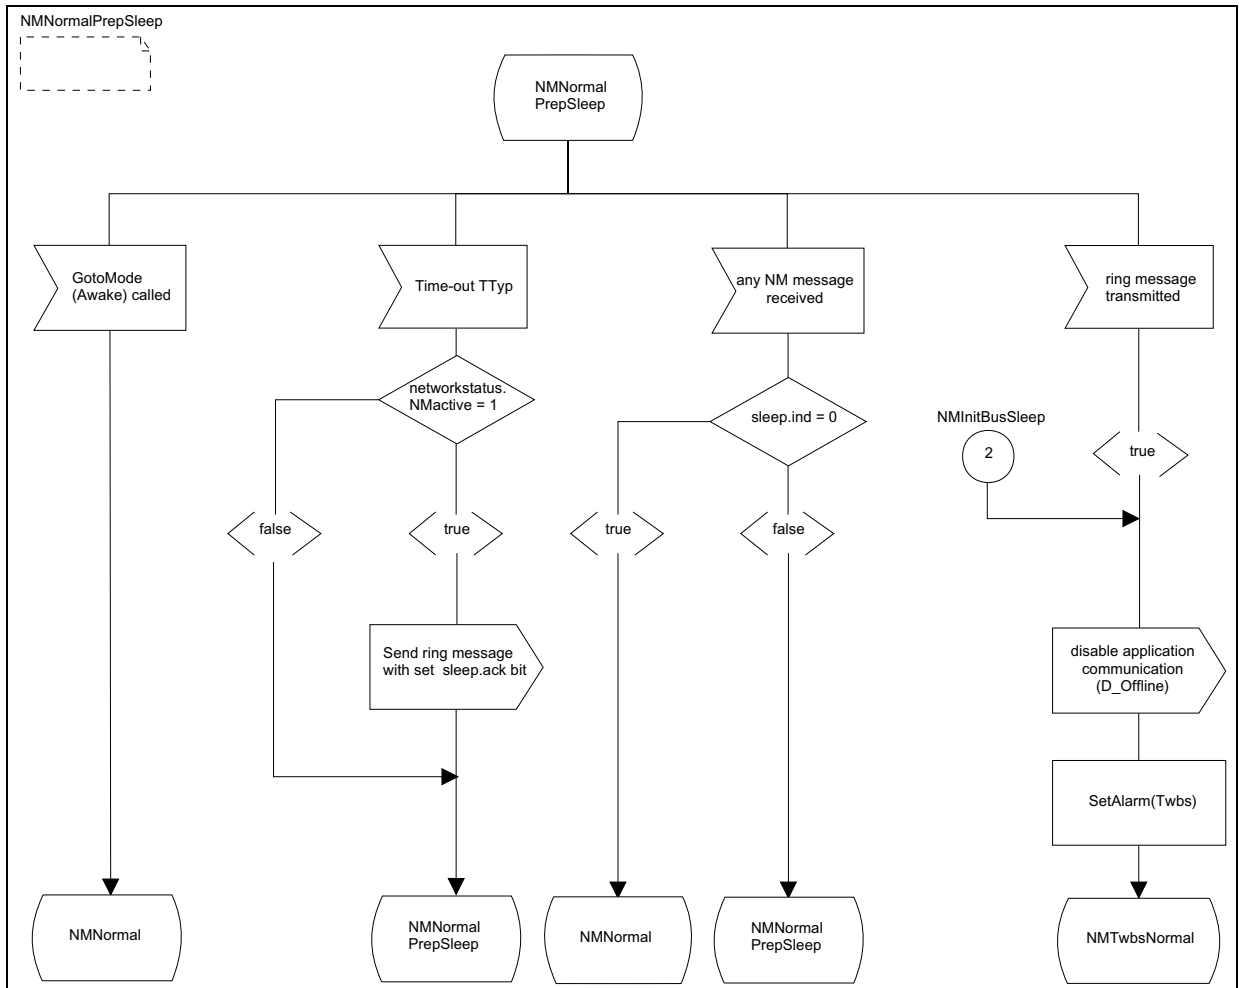 NMNormalPrepSleep
NMNormal
PrepSleep
GotoMode
(Awake) called
Time-out TTyp
any NM message
received
ring message
transmitted
networkstatus.
NMactive = 1
sleep.ind = 0
NMInitBusSleep
2
true
false
true
true
false
Send ring message
with set sleep.ack bit
disable application
communication
(D_Offline)
SetAlarm(Twbs)
NMNormal
NMNormal
PrepSleep
NMNormal
NMNormal
PrepSleep
NMTwbsNormal